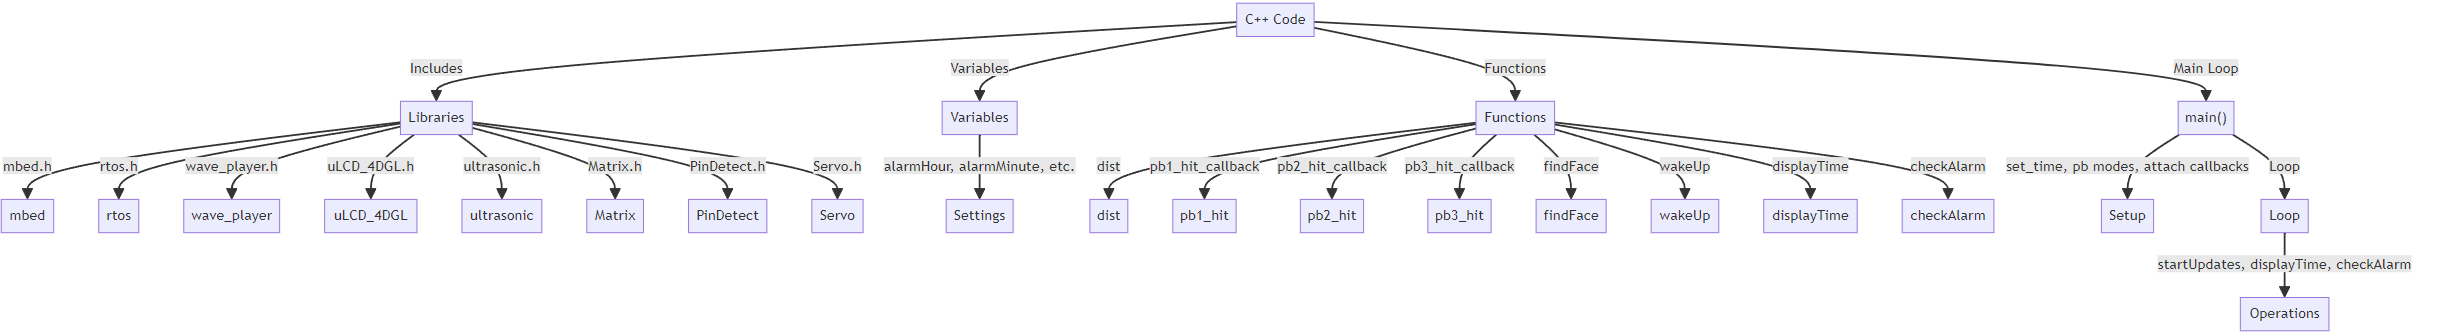 C++ Code
Includes
Variables
Functions
Main Loop
Libraries
Variables
Functions
main()
mbed.h
rtos.h
wave_player.h
uLCD_4DGL.h
ultrasonic.h
Matrix.h
PinDetect.h
Servo.h
alarmHour, alarmMinute, etc.
dist
pb1_hit_callback
pb2_hit_callback
pb3_hit_callback
findFace
wakeUp
displayTime
checkAlarm
set_time, pb modes, attach callbacks
Loop
mbed
rtos
wave_player
uLCD_4DGL
ultrasonic
Matrix
PinDetect
Servo
Settings
dist
pb1_hit
pb2_hit
pb3_hit
findFace
wakeUp
displayTime
checkAlarm
Setup
Loop
startUpdates, displayTime, checkAlarm
Operations